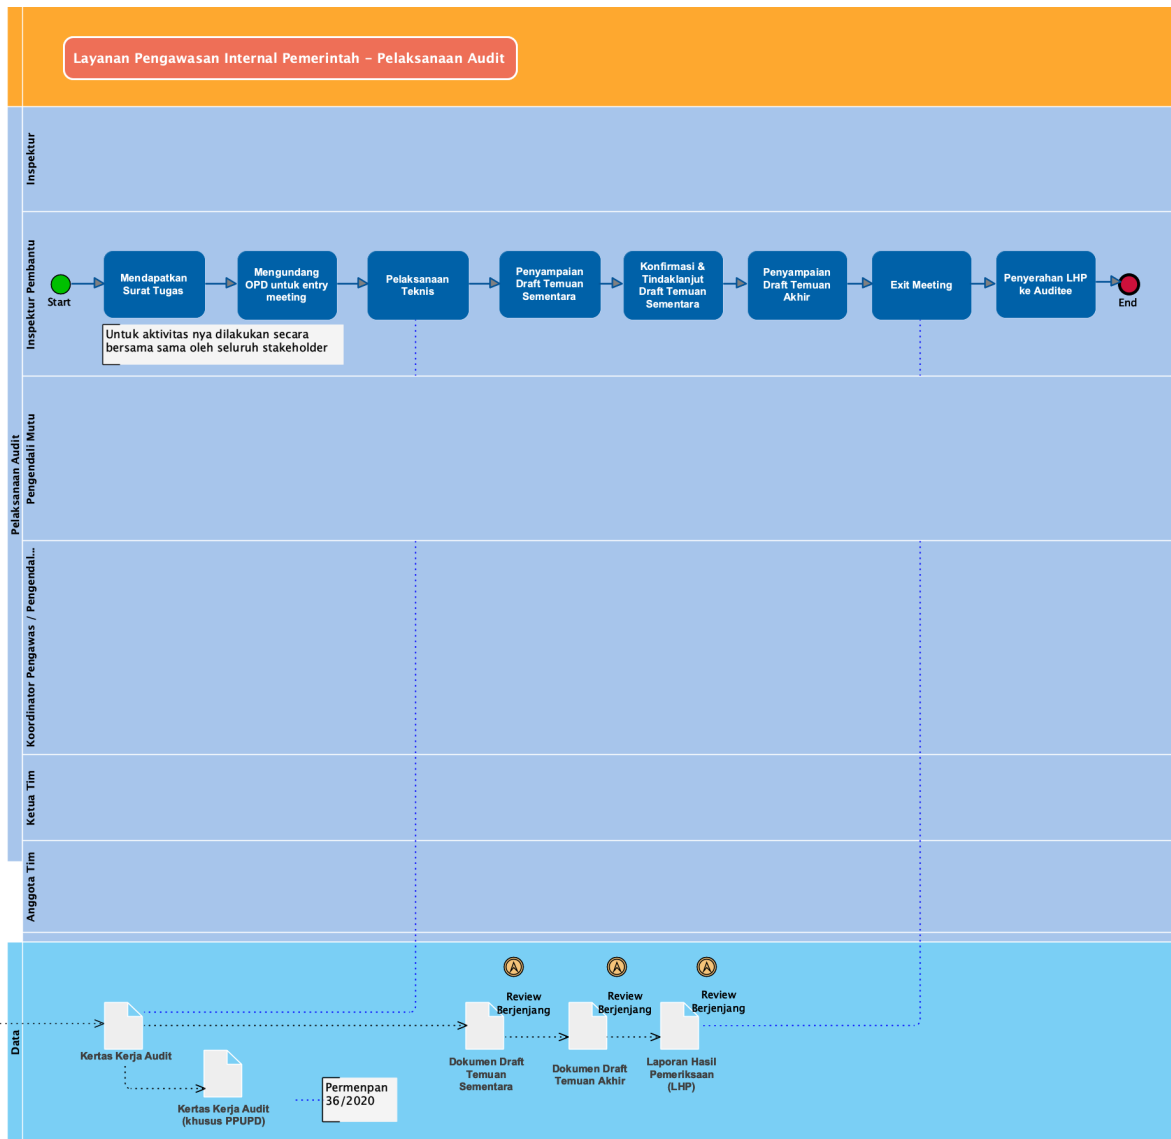 Layanan Pengawasan Internal Pemerintah – Pelaksanaan Audit
Pelaksanaan Audit
Inspektur
Inspektur Pembantu
Start
Mendapatkan
Surat Tugas
Mengundang
OPD untuk entry
meeting
Pelaksanaan
Teknis
Penyampaian
Draft Temuan
Sementara
Konfirmasi &
Tindaklanjut
Draft Temuan
Sementara
Penyampaian
Draft Temuan
Akhir
Exit Meeting
Penyerahan LHP
ke Auditee
End
Untuk aktivitas nya dilakukan secara
bersama sama oleh seluruh stakeholder
Pengendali Mutu
Koordinator Pengawas / Pengendal...
Ketua Tim
Anggota Tim
Data
A
A
A
Review
Berjenjang
Review
Berjenjang
Review
Berjenjang
Kertas Kerja Audit
Dokumen Draft
Temuan
Sementara
Dokumen Draft
Temuan Akhir
Laporan Hasil
Pemeriksaan
(LHP)
Kertas Kerja Audit
(khusus PPUPD)
Permenpan
36/2020